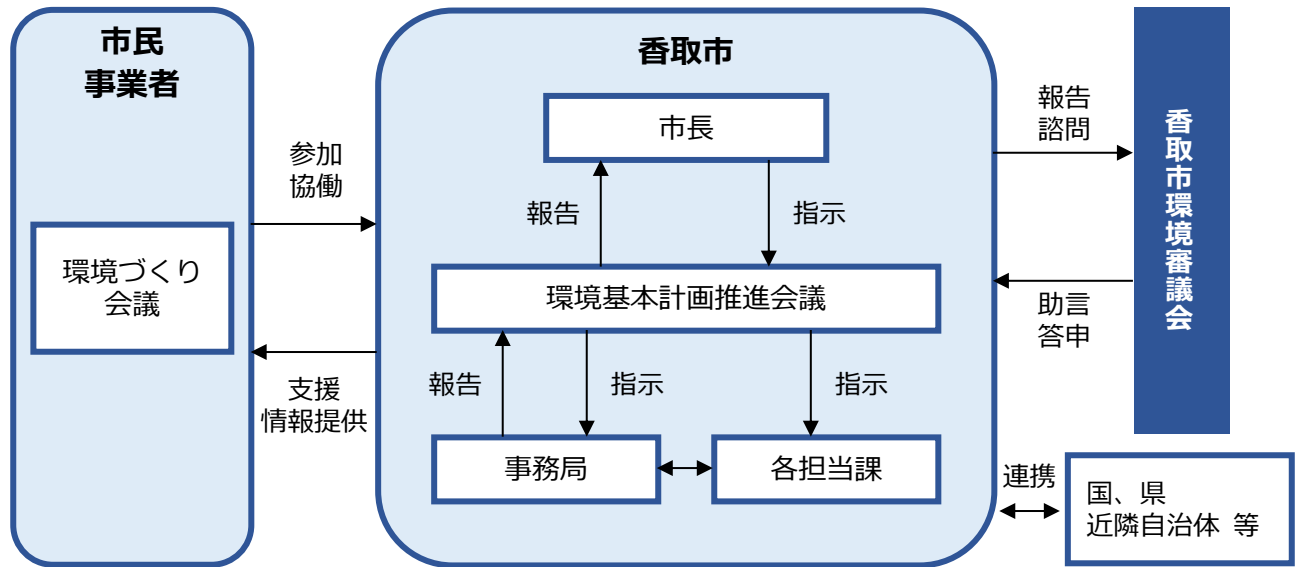 市民
事業者
環境づくり
会議
参加
協働
支援
情報提供
香取市
市長
報告
指示
環境基本計画推進会議
報告
指示
指示
事務局
各担当課
報告
諮問
助言
答申
香取市環境審議会
連携
国、県
近隣自治体 等